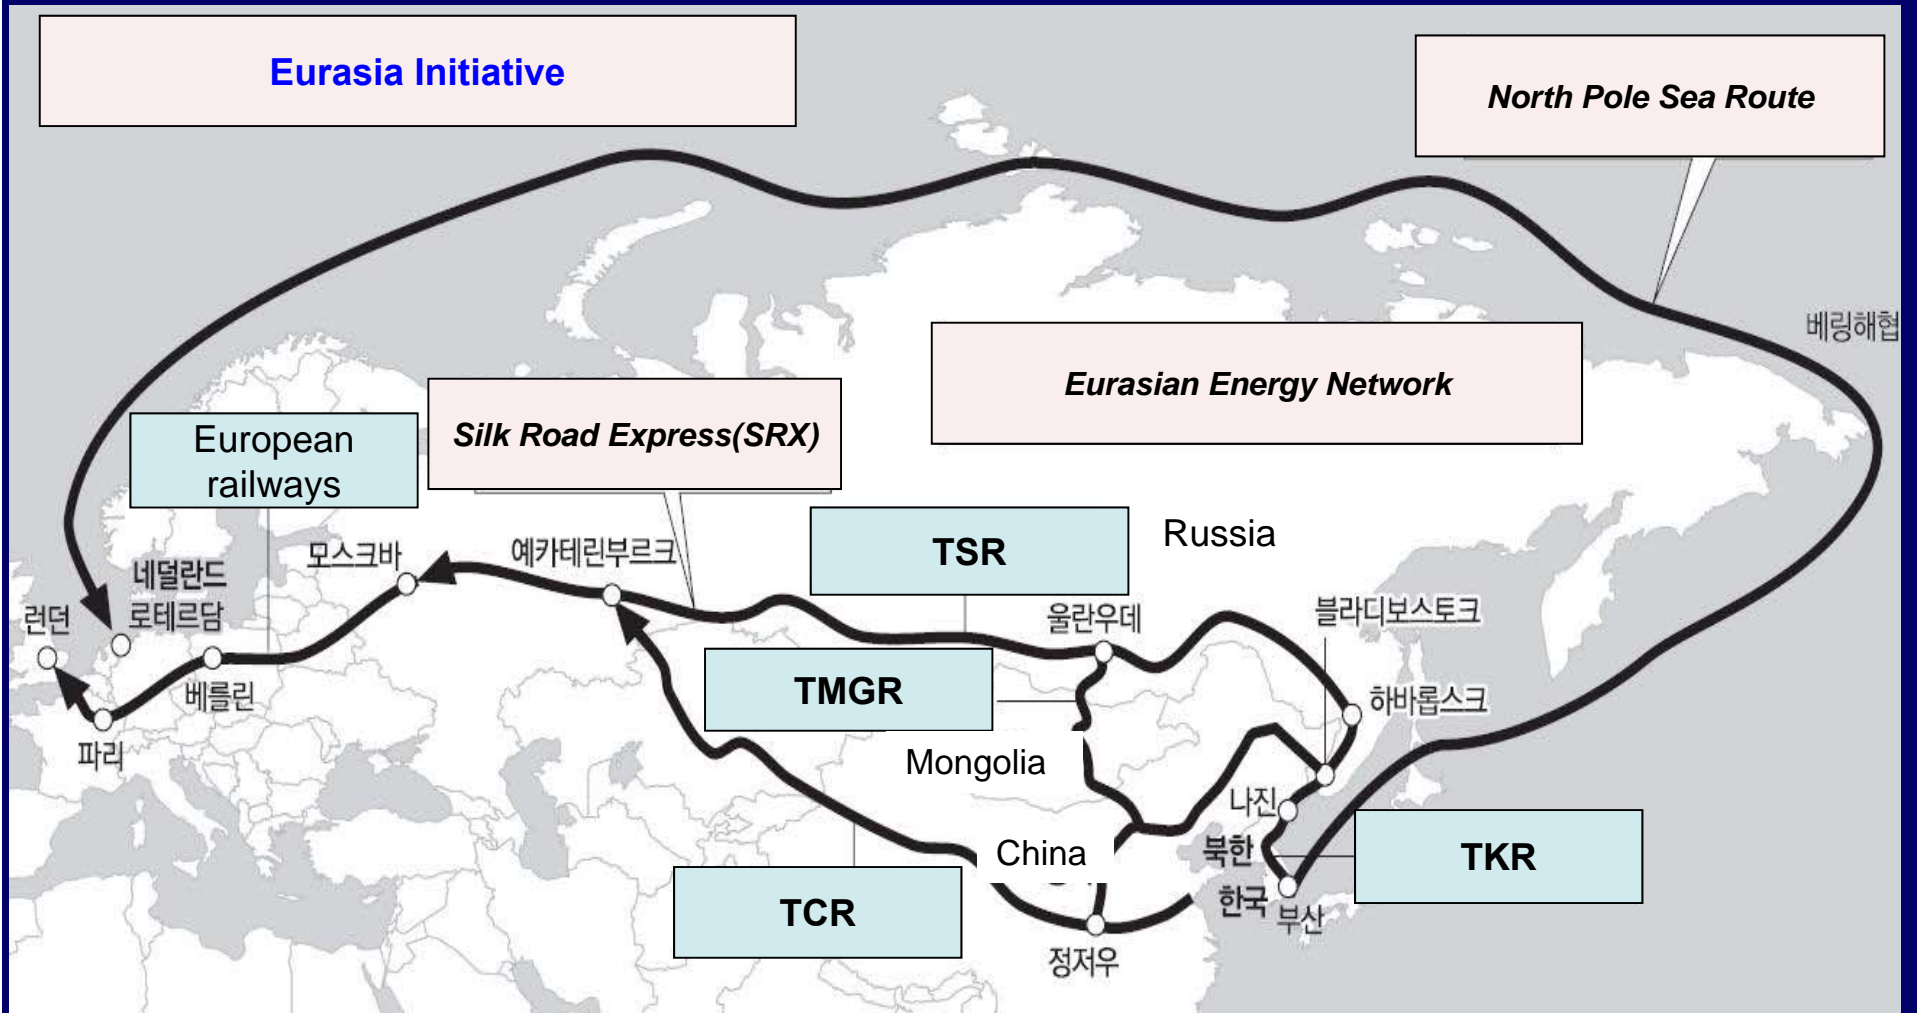 Eurasia Initiative
North Pole Sea Route
베링해협
Eurasian Energy Network
Silk Road Express(SRX)
European
railways
TSR
Russia
모스크바
예카테린부르크
네덜란드
로테르담
런던
울란우데
블라디보스토크
베를린
TMGR
하바롭스크
파리
Mongolia
나진
China
북한
TKR
TCR
한국
부산
정저우